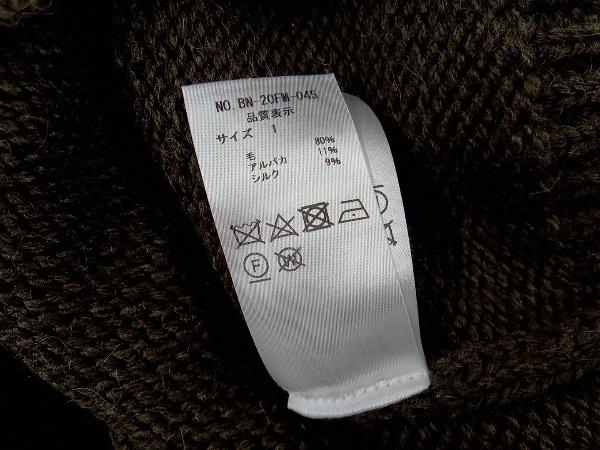 NO. BN-20FM-045
品質表示
サイズ 1
毛 80%
アルパカ 11%
シルク 9%
F W